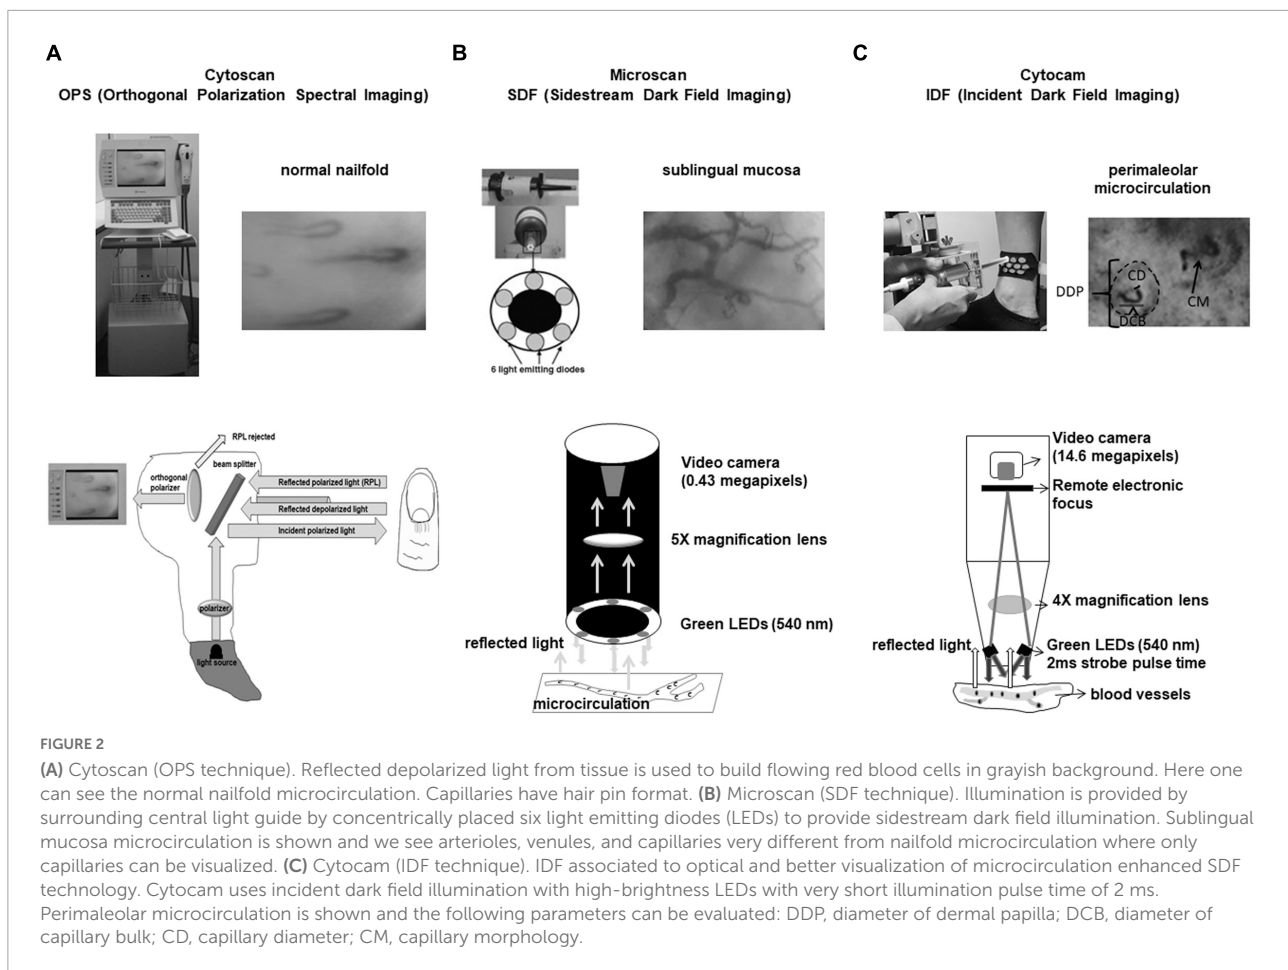 (A)
Cytoscan
OPS (Orthogonal Polarization Spectral Imaging)
normal nailfold
RPL rejected
beam splitter
orthogonal
polarizer
Reflected polarized light (RPL)
Reflected depolarized light
Incident polarized light
polarizer
light source
B
Microscan
SDF (Sidestream Dark Field Imaging)
sublingual mucosa
6 light emitting diodes
Video camera
(0.43 megapixels)
5X magnification lens
Green LEDs (540 nm)
reflected light
microcirculation
C
Cytocam
IDF (Incident Dark Field Imaging)
perimaleolar
microcirculation
DDP
CD
CM
DCB
Video camera
(14.6 megapixels)
Remote electronic
focus
4X magnification lens
reflected light
Green LEDs (540 nm)
2ms strobe pulse time
blood vessels
FIGURE 2
(A) Cytoscan (OPS technique). Reflected depolarized light from tissue is used to build flowing red blood cells in grayish background. Here one
can see the normal nailfold microcirculation. Capillaries have hair pin format. (B) Microscan (SDF technique). Illumination is provided by
surrounding central light guide by concentrically placed six light emitting diodes (LEDs) to provide sidestream dark field illumination. Sublingual
mucosa microcirculation is shown and we see arterioles, venules, and capillaries very different from nailfold microcirculation where only
capillaries can be visualized. (C) Cytocam (IDF technique). IDF associated to optical and better visualization of microcirculation enhanced SDF
technology. Cytocam uses incident dark field illumination with high-brightness LEDs with very short illumination pulse time of 2 ms.
Perimaleolar microcirculation is shown and the following parameters can be evaluated: DDP, diameter of dermal papilla; DCB, diameter of
capillary bulk; CD, capillary diameter; CM, capillary morphology.